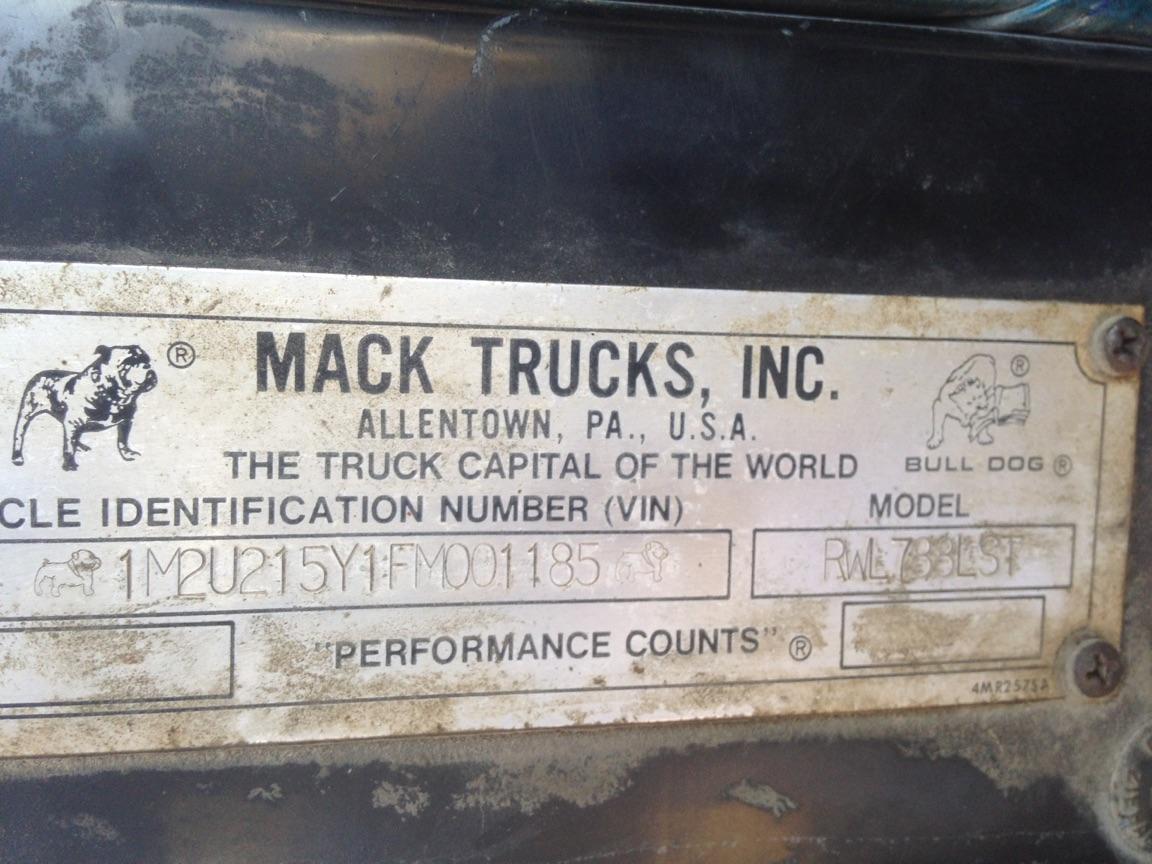 MACK TRUCKS, INC. ®
ALLENTOWN, PA., U.S.A.
THE TRUCK CAPITAL OF THE WORLD
BULL DOG ®
CLE IDENTIFICATION NUMBER (VIN)
MODEL
1M2U215Y1FM001185
"PERFORMANCE COUNTS" ®